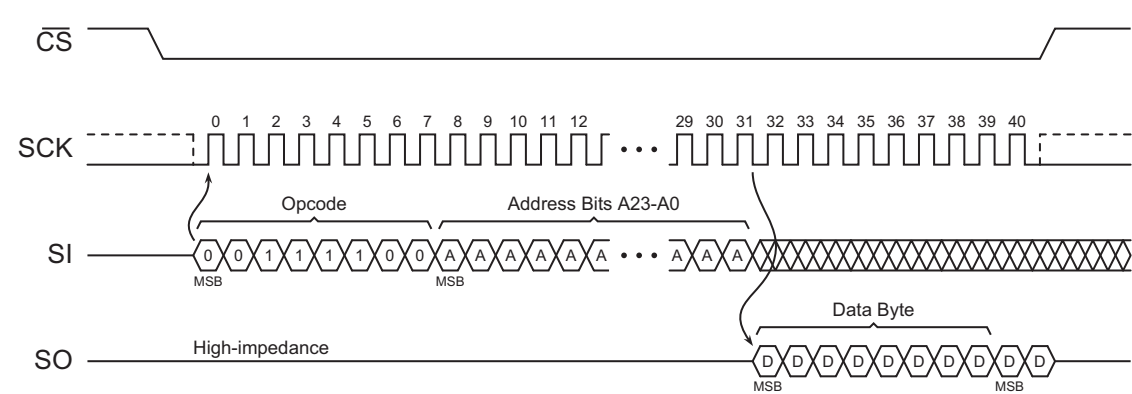 CS
SCK 0 1 2 3 4 5 6 7 8 9 10 11 12 ••• 29 30 31 32 33 34 35 36 37 38 39 40
Opcode Address Bits A23-A0
SI 0 0 1 1 1 1 0 0 A A A A A A ••• A A A
MSB MSB
Data Byte
SO High-impedance D D D D D D D D D D
MSB MSB